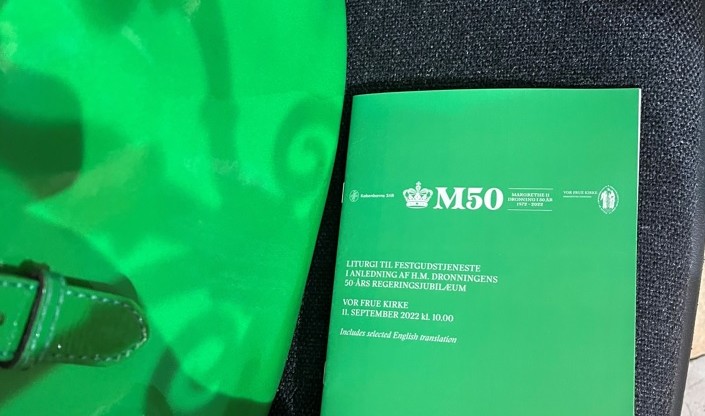 M50
MARGRETHE II
DRONNING I 50 ÅR
1972 - 2022
VOR FRUE KIRKE
LITURGI TIL FESTGUDSTJENESTE
I ANLEDNING AF H.M. DRONNINGENS
50-ÅRS REGERINGSJUBILÆUM
VOR FRUE KIRKE
11. SEPTEMBER 2022 kl. 10.00
Includes selected English translation